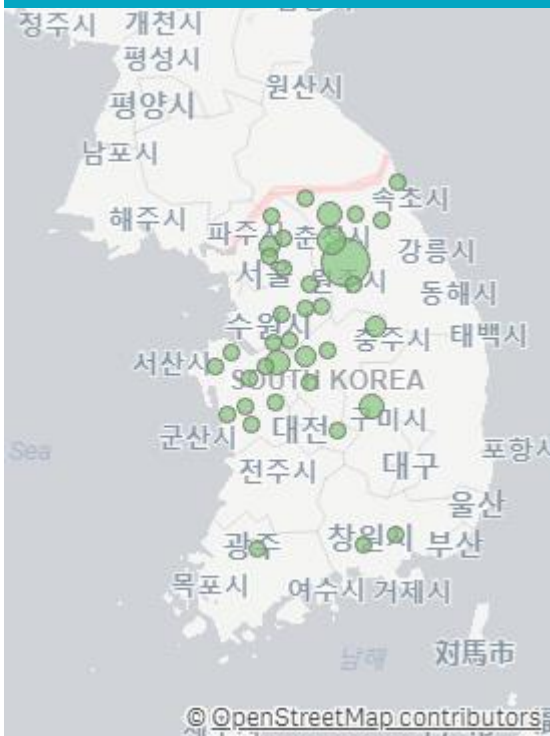 정주시 개천시
평성시
평양시 원산시
남포시
해주시 파주시 속초시
춘천시 강릉시
서울 원주시 동해시
수원시 충주시 태백시
서산시
SOUTH KOREA
군산시 대전 구미시
Sea 포항시
전주시 대구
울산
광주 창원시 부산
목포시 여수시 거제시
남해 対馬市
© OpenStreetMap contributors